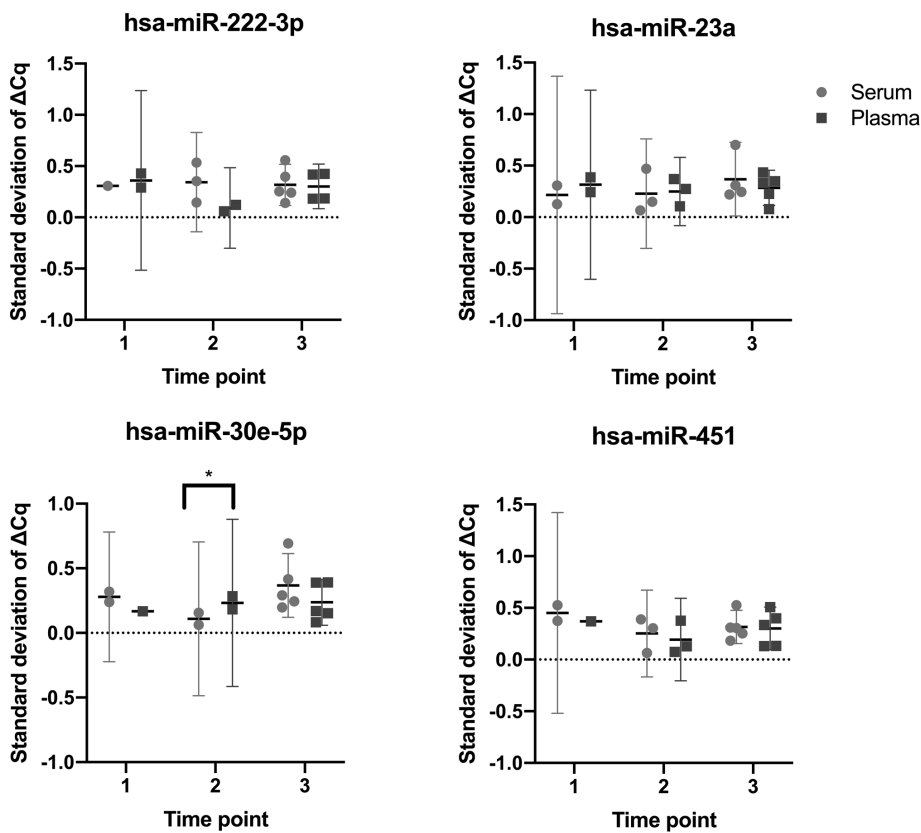 hsa-miR-222-3p
Standard deviation of ΔCq
1.5
1.0
0.5
0.0
-0.5
-1.0
1
2
3
Time point
hsa-miR-23a
Standard deviation of ΔCq
1.5
1.0
0.5
0.0
-0.5
-1.0
1
2
3
Time point
Serum
Plasma
hsa-miR-30e-5p
*
Standard deviation of ΔCq
1.0
0.5
0.0
-0.5
-1.0
1
2
3
Time point
hsa-miR-451
Standard deviation of ΔCq
1.5
1.0
0.5
0.0
-0.5
-1.0
1
2
3
Time point